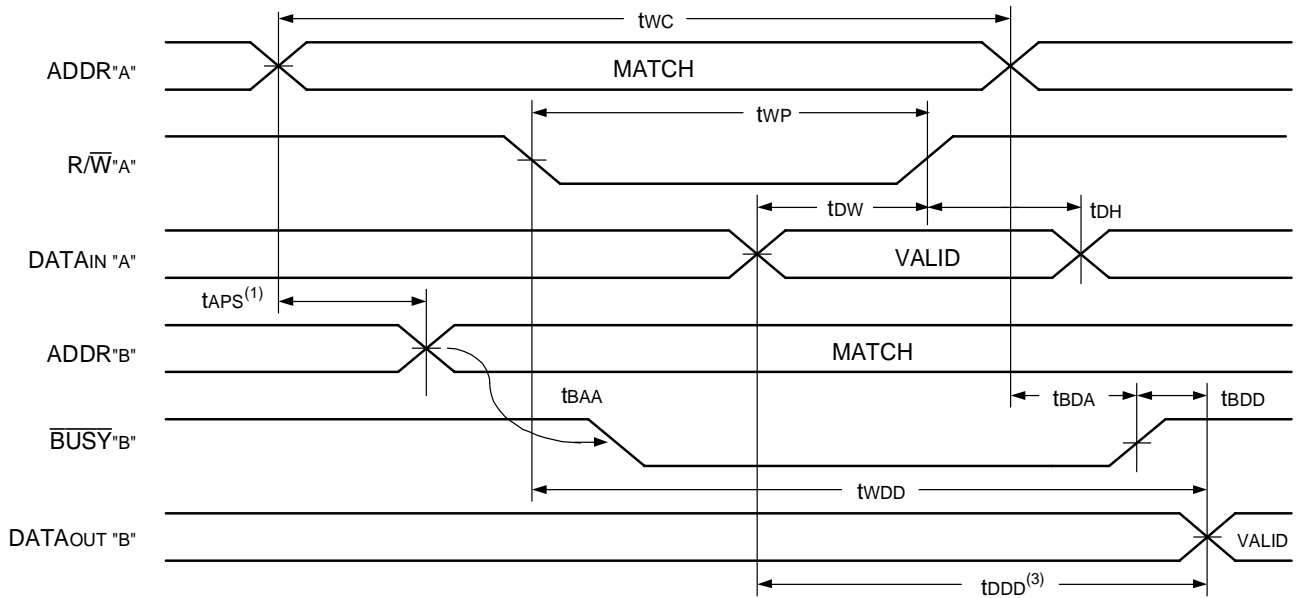 tWC
ADDR"A" MATCH
tWP
R/W̅"A"
tDW tDH
DATAIN "A" VALID
tAPS(1)
ADDR"B" MATCH
tBAA tBDA tBDD
B̅U̅S̅Y̅"B"
tWDD
DATAOUT "B" VALID
tDDD(3)